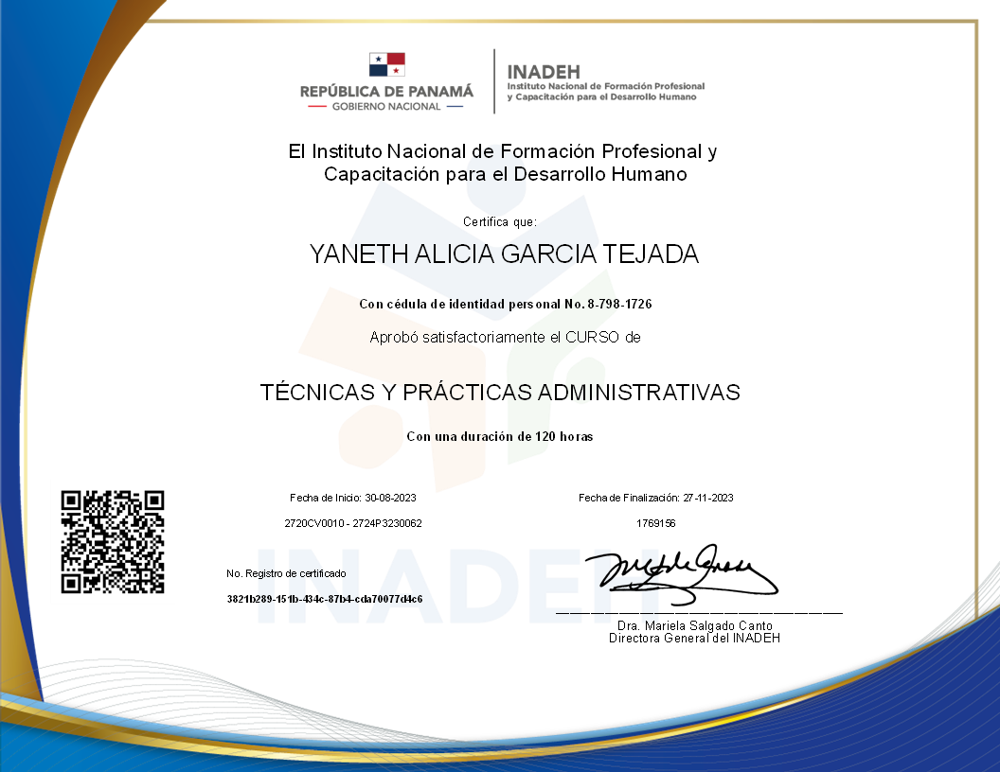 REPÚBLICA DE PANAMÁ
GOBIERNO NACIONAL
INADEH
Instituto Nacional de Formación Profesional
y Capacitación para el Desarrollo Humano
El Instituto Nacional de Formación Profesional y
Capacitación para el Desarrollo Humano
Certifica que:
YANETH ALICIA GARCIA TEJADA
Con cédula de identidad personal No. 8-798-1726
Aprobó satisfactoriamente el CURSO de
TÉCNICAS Y PRÁCTICAS ADMINISTRATIVAS
Con una duración de 120 horas
Fecha de Inicio: 30-08-2023
Fecha de Finalización: 27-11-2023
2720CV0010 - 2724P3230062
1769156
No. Registro de certificado
3821b289-151b-434c-87b4-cda70077d4c6
INADEH
Dra. Mariela Salgado Canto
Directora General del INADEH